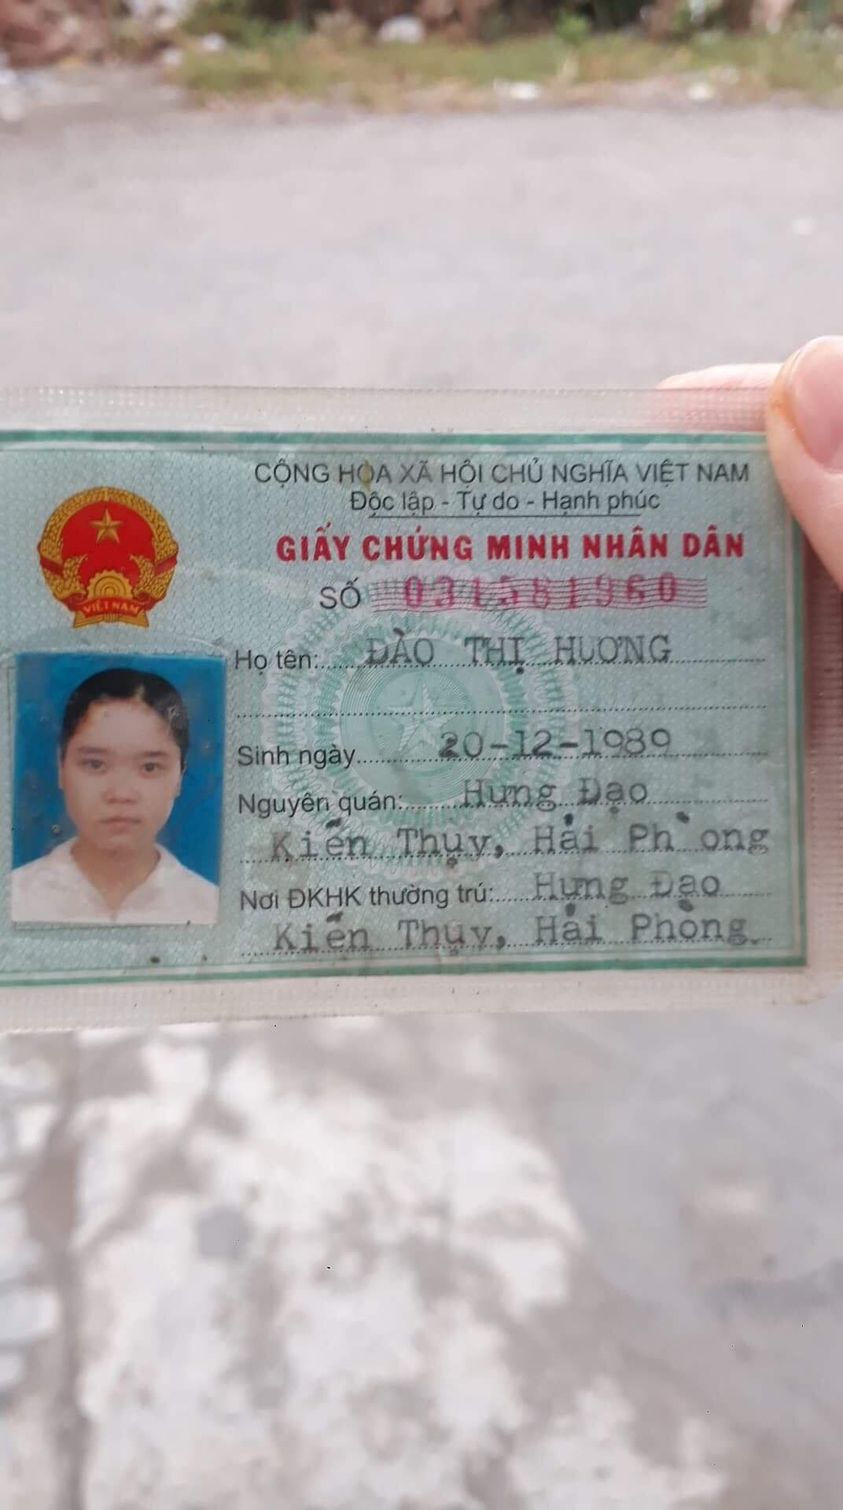 CỘNG HÒA XÃ HỘI CHỦ NGHĨA VIỆT NAM
Độc lập - Tự do - Hạnh phúc
GIẤY CHỨNG MINH NHÂN DÂN
SỐ 031581960
VIỆT NAM
Họ tên: ĐÀO THỊ HƯƠNG
Sinh ngày 20-12-1989
Nguyên quán: Hưng Đạo
Kiến Thụy, Hải Phòng
Nơi ĐKHK thường trú: Hưng Đạo
Kiến Thụy, Hải Phòng